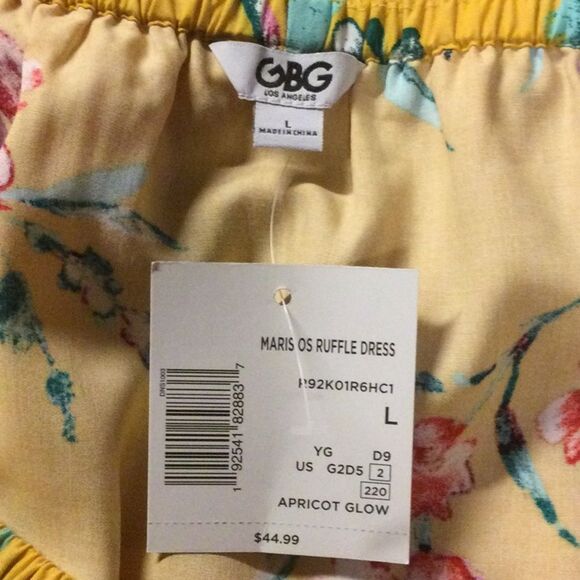 GBG
LOS ANGELES
L
MADE IN CHINA
MARIS OS RUFFLE DRESS
R92K01R6HC1
L
YG D9
US G2D5 2
220
APRICOT GLOW
$44.99
DNS1003
1 92541 82883 7